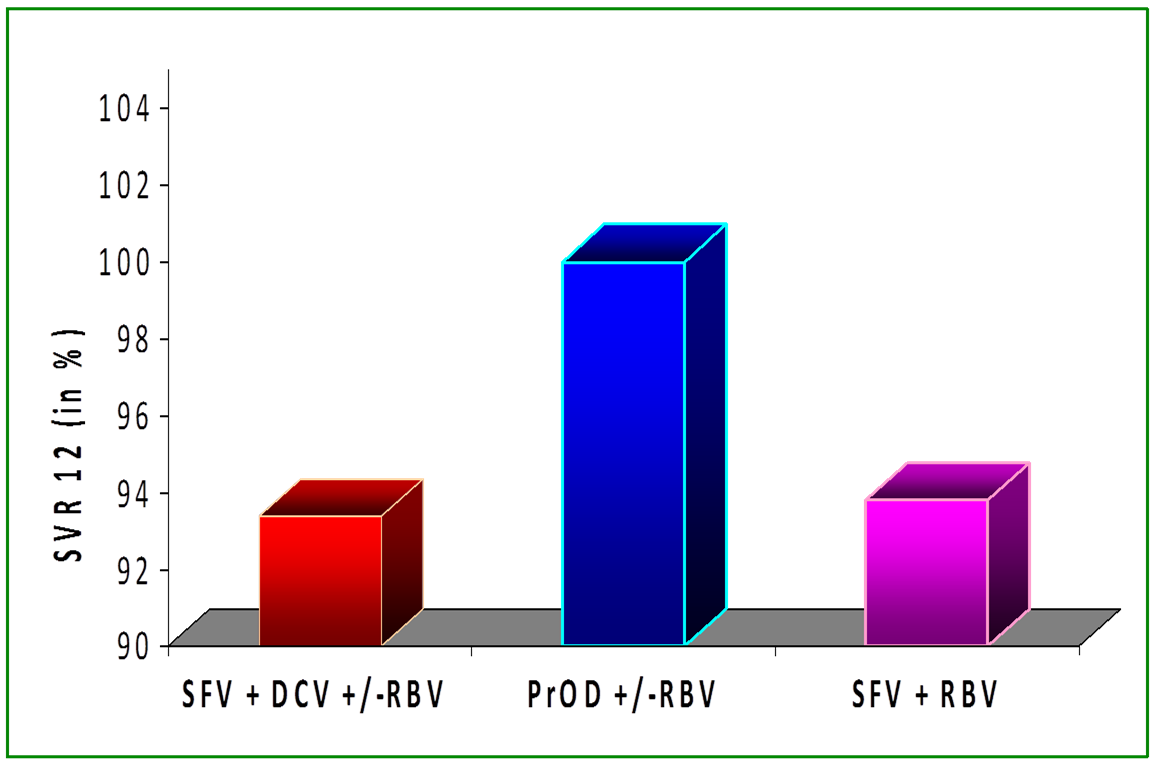 104
102
100
98
96
94
92
90
SVR 12 (in %)
SFV + DCV +/-RBV
PrOD +/-RBV
SFV + RBV